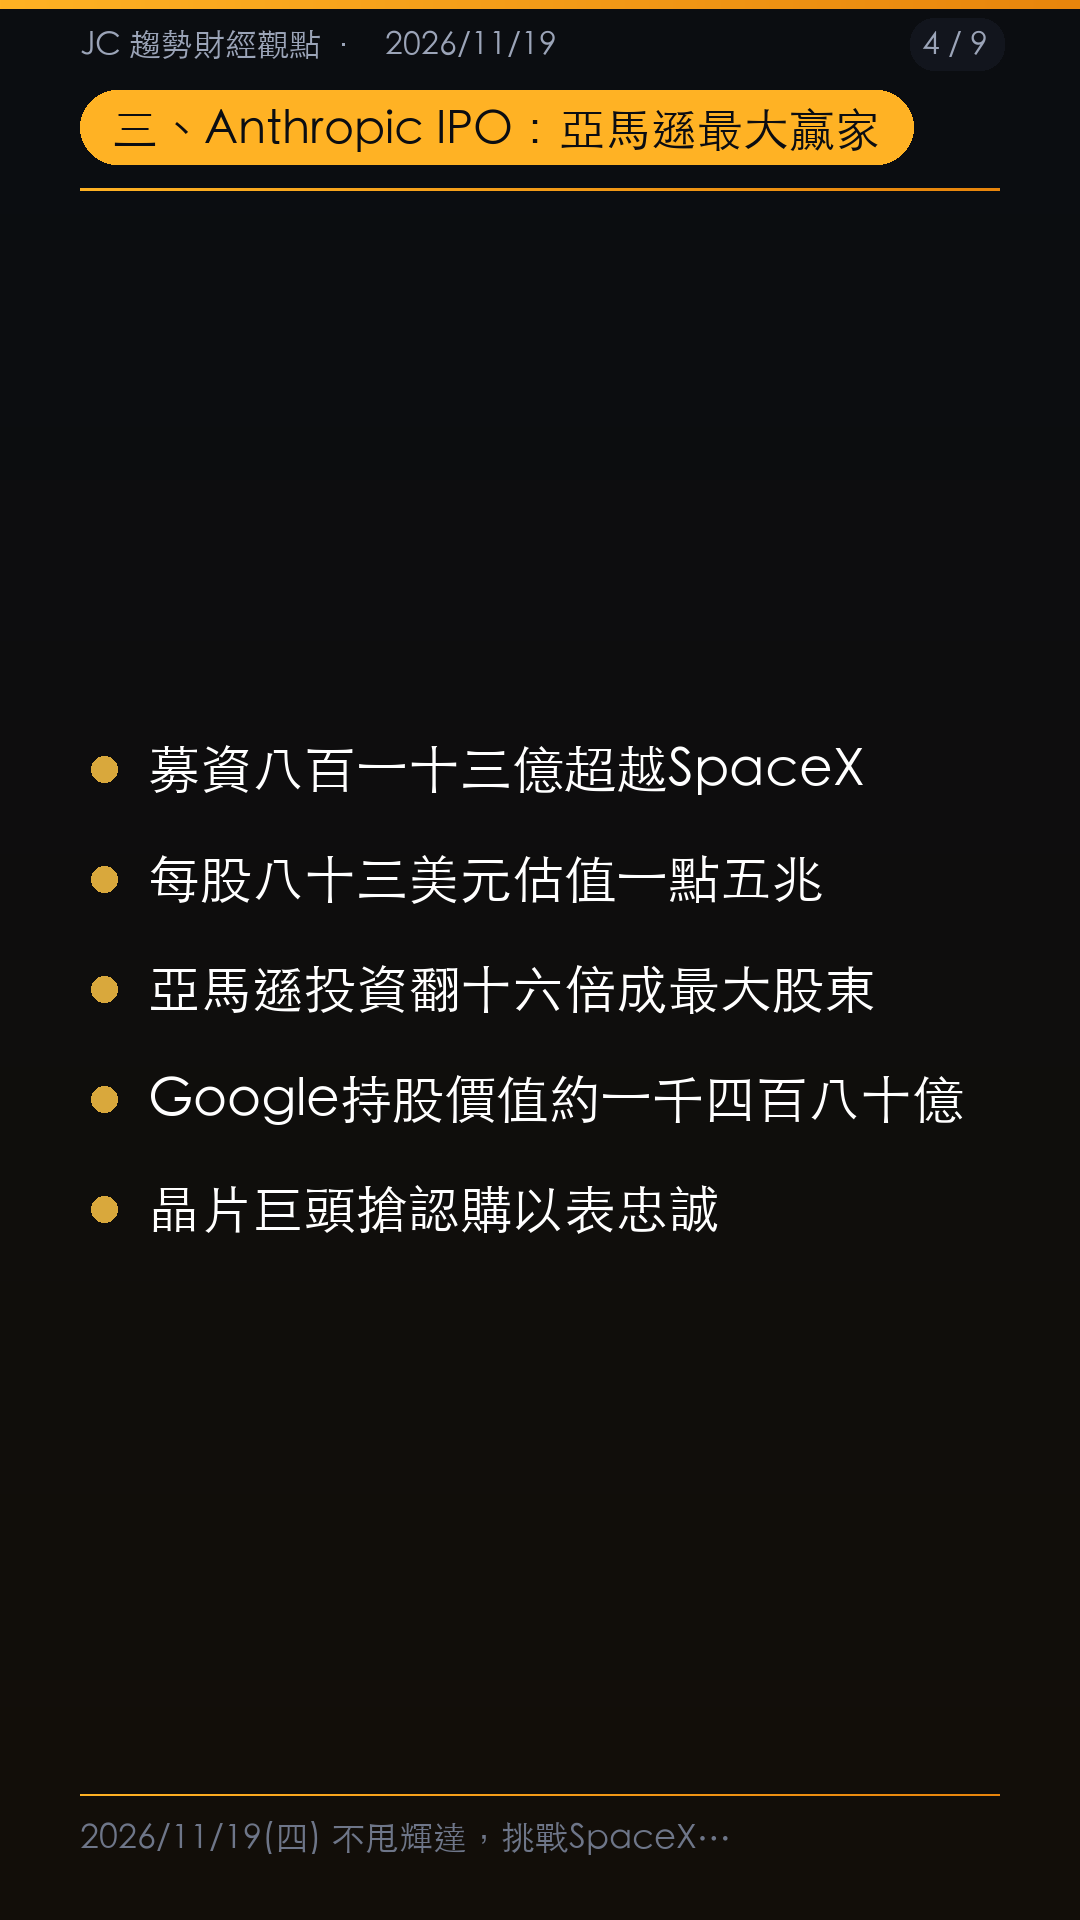 JC 趨勢財經觀點 · 2026/11/19
4 / 9
三、Anthropic IPO：亞馬遜最大贏家
募資八百一十三億超越SpaceX
每股八十三美元估值一點五兆
亞馬遜投資翻十六倍成最大股東
Google持股價值約一千四百八十億
晶片巨頭搶認購以表忠誠
2026/11/19(四) 不甩輝達，挑戰SpaceX…